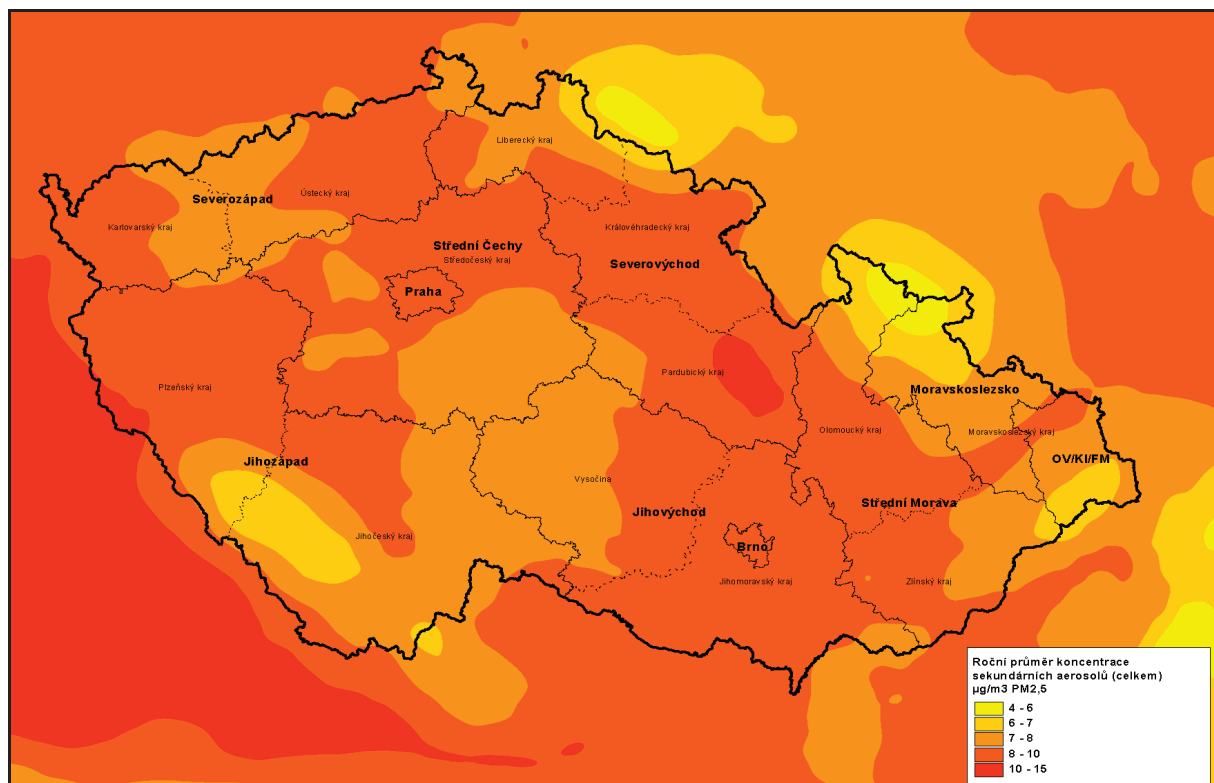 Liberecký kraj
Ústecký kraj
Severozápad
Karlovarský kraj
Královéhradecký kraj
Střední Čechy
Středočeský kraj
Severovýchod
Praha
Plzeňský kraj
Pardubický kraj
Moravskoslezsko
Olomoucký kraj
Moravskoslezský kraj
OV/KI/FM
Jihozápad
Vysočina
Střední Morava
Jihovýchod
Jihočeský kraj
Brno
Jihomoravský kraj
Zlínský kraj
Roční průměr koncentrace
sekundárních aerosolů (celkem)
µg/m3 PM2,5
4 - 6
6 - 7
7 - 8
8 - 10
10 - 15